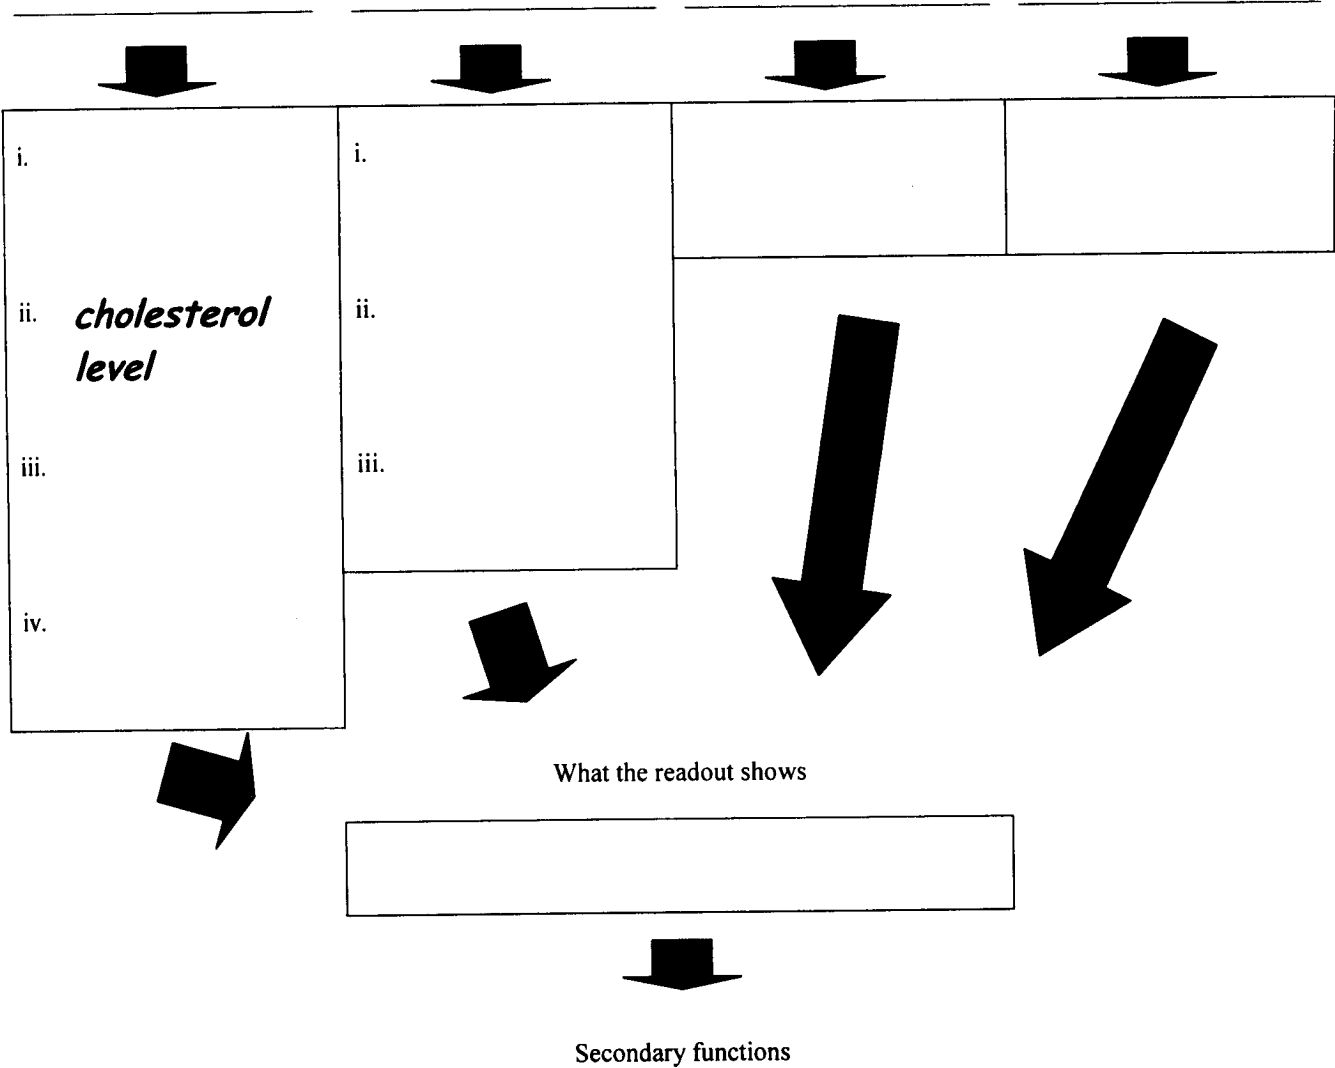 i.
i.
ii. cholesterol
level
ii.
iii.
iii.
iv.
What the readout shows
Secondary functions